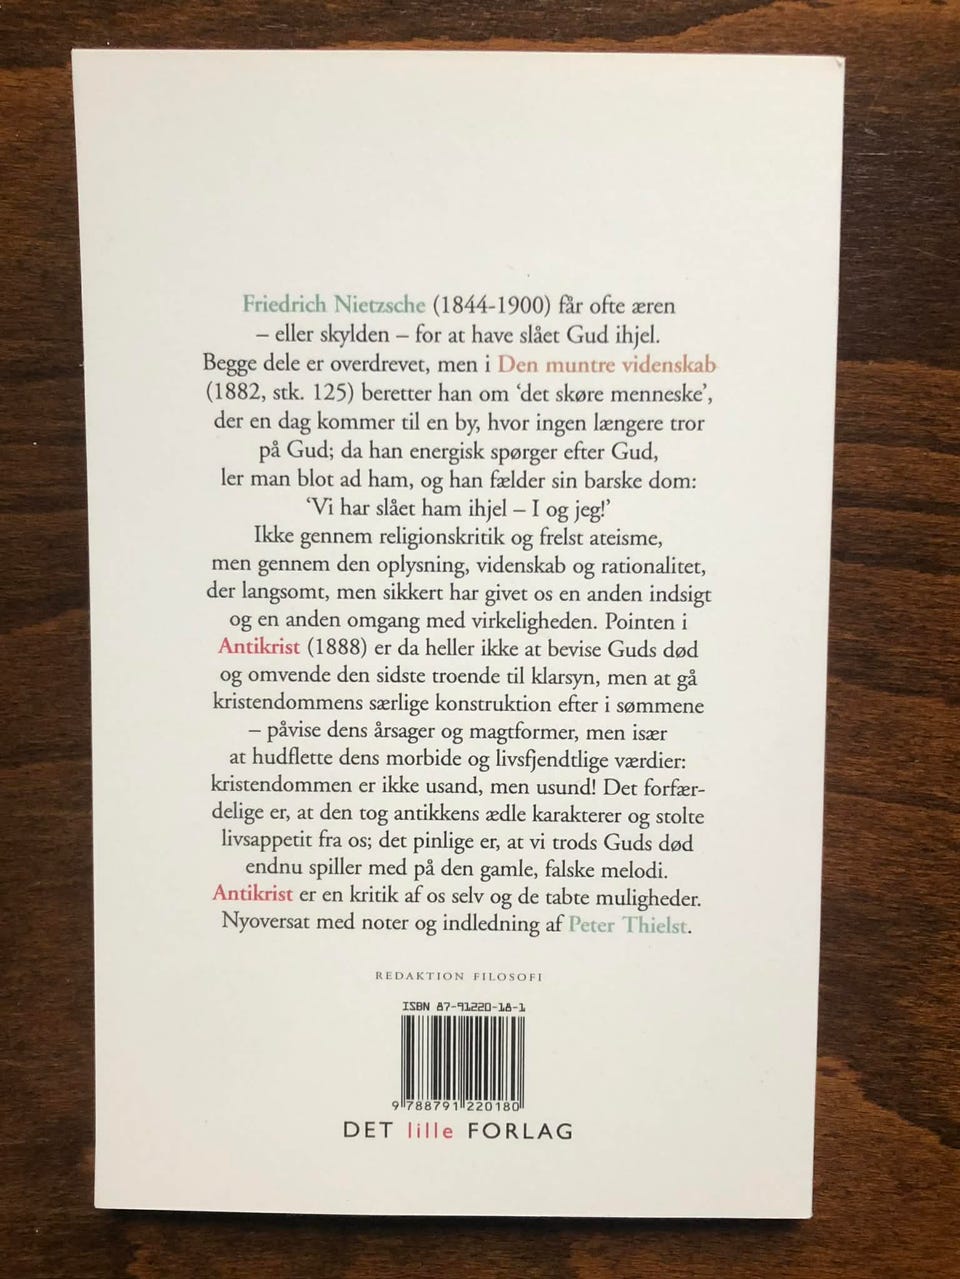 Friedrich Nietzsche (1844-1900) får ofte æren
– eller skylden – for at have slået Gud ihjel.
Begge dele er overdrevet, men i Den muntre videnskab
(1882, stk. 125) beretter han om ‘det skøre menneske’,
der en dag kommer til en by, hvor ingen længere tror
på Gud; da han energisk spørger efter Gud,
ler man blot ad ham, og han fælder sin barske dom:
‘Vi har slået ham ihjel – I og jeg!’
Ikke gennem religionskritik og frelst ateisme,
men gennem den oplysning, videnskab og rationalitet,
der langsomt, men sikkert har givet os en anden indsigt
og en anden omgang med virkeligheden. Pointen i
Antikrist (1888) er da heller ikke at bevise Guds død
og omvende den sidste troende til klarsyn, men at gå
kristendommens særlige konstruktion efter i sømmene
– påvise dens årsager og magtformer, men især
at hudflette dens morbide og livsfjendtlige værdier:
kristendommen er ikke usand, men usund! Det forfær-
delige er, at den tog antikkens ædle karakterer og stolte
livsappetit fra os; det pinlige er, at vi trods Guds død
endnu spiller med på den gamle, falske melodi.
Antikrist er en kritik af os selv og de tabte muligheder.
Nyoversat med noter og indledning af Peter Thielst.
REDAKTION FILOSOFI
ISBN 87-91220-18-1
9 788791 220180
DET lille FORLAG